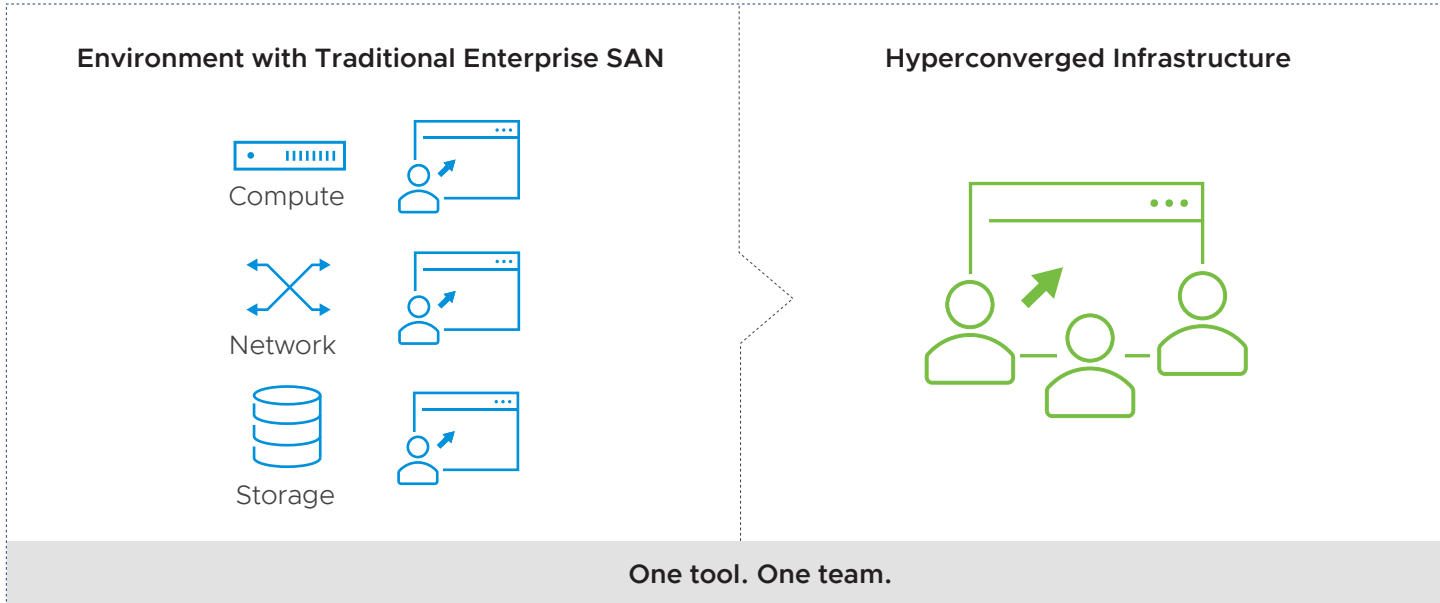 Environment with Traditional Enterprise SAN
Compute
Network
Storage
Hyperconverged Infrastructure
One tool. One team.